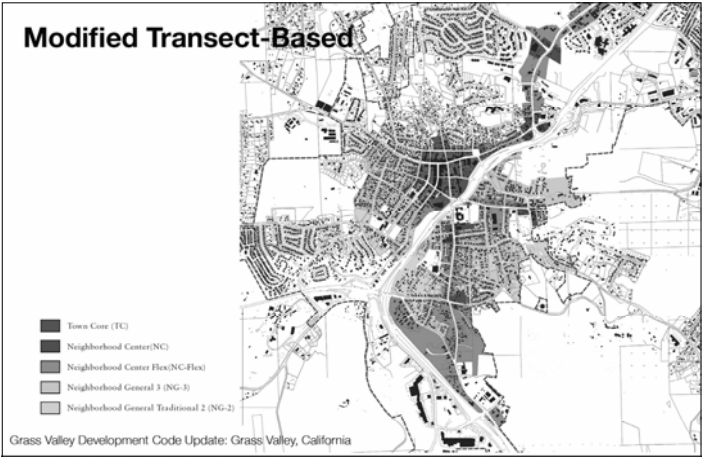 Modified Transect-Based
Town Core (TC)
Neighborhood Center(NC)
Neighborhood Center Flex(NC-Flex)
Neighborhood General 3 (NG-3)
Neighborhood General Traditional 2 (NG-2)
Grass Valley Development Code Update: Grass Valley, California